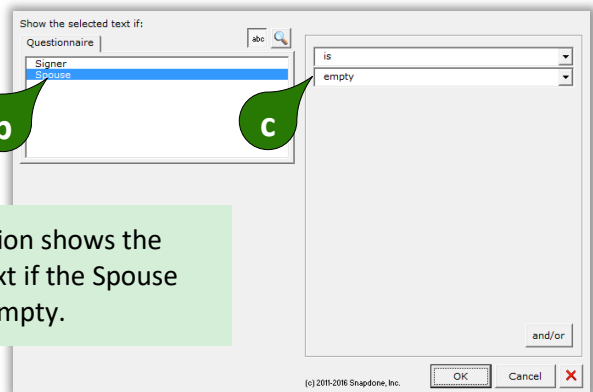 Show the selected text if:
Questionnaire
abc
Signer
Spouse
is
empty
b
c
ion shows the
xt if the Spouse
mpty.
and/or
(c) 2011-2016 Snapdone, Inc.
OK
Cancel